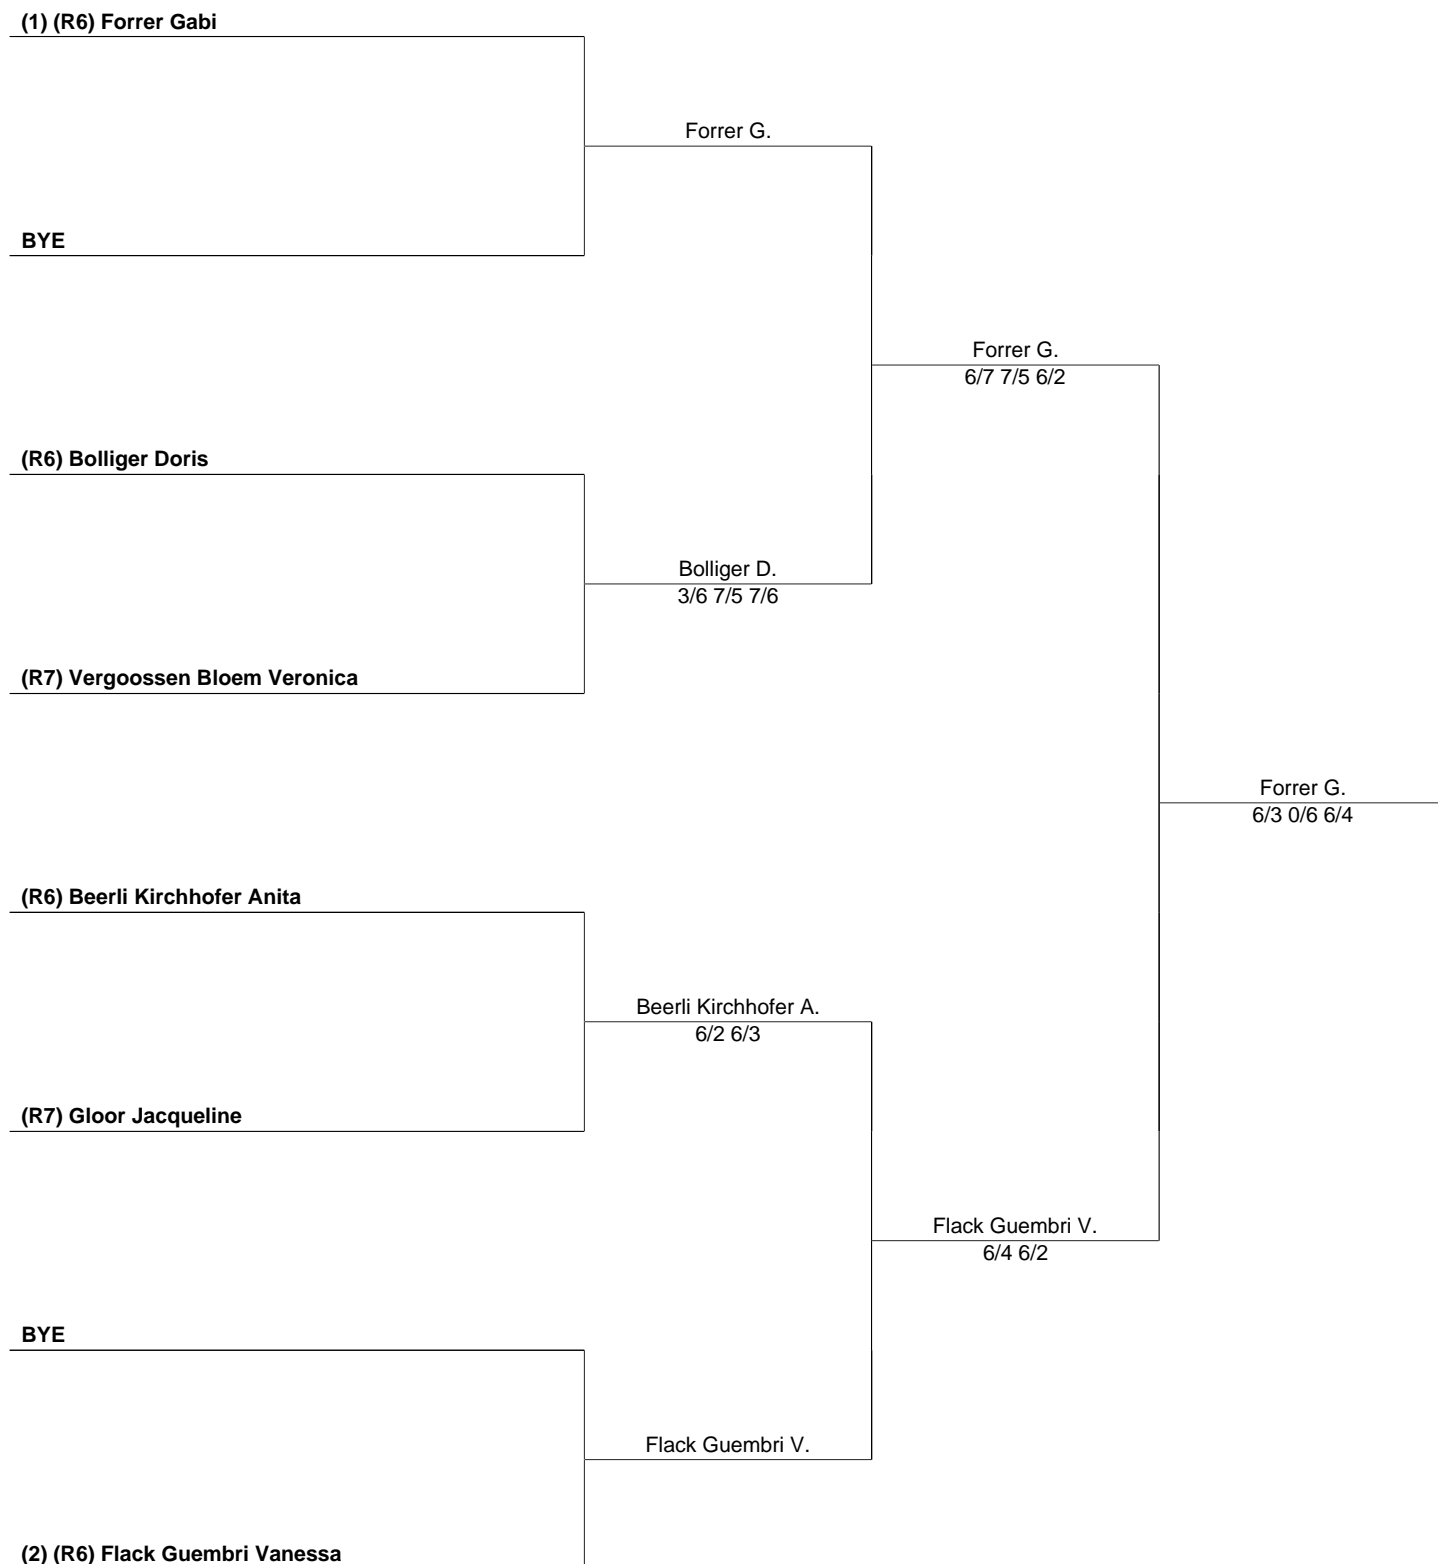 (1) (R6) Forrer Gabi
Forrer G.
BYE
Forrer G.
6/7 7/5 6/2
(R6) Bolliger Doris
Bolliger D.
3/6 7/5 7/6
(R7) Vergoossen Bloem Veronica
Forrer G.
6/3 0/6 6/4
(R6) Beerli Kirchhofer Anita
Beerli Kirchhofer A.
6/2 6/3
(R7) Gloor Jacqueline
Flack Guembri V.
6/4 6/2
BYE
Flack Guembri V.
(2) (R6) Flack Guembri Vanessa